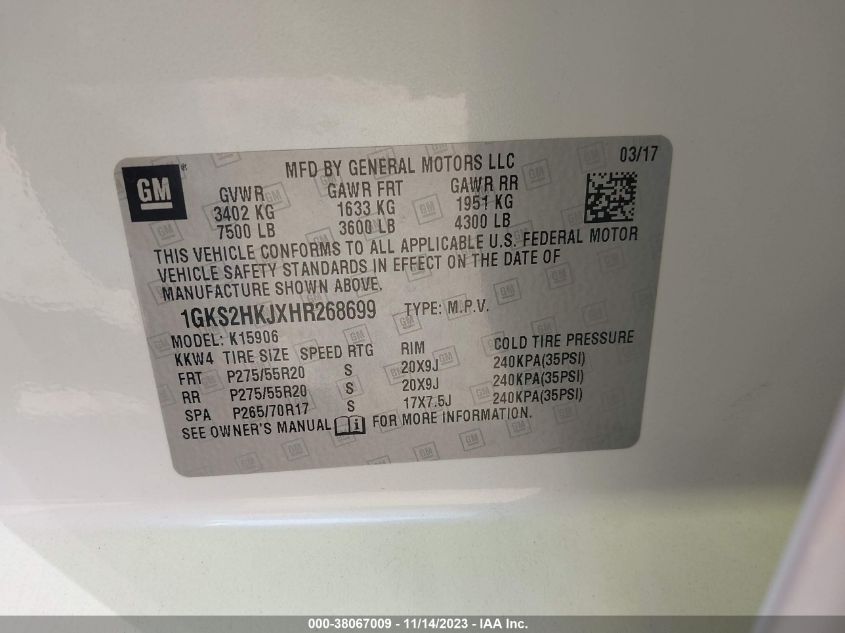 GM
MFD BY GENERAL MOTORS LLC
03/17
GVWR GAWR FRT GAWR RR
3402 KG 1633 KG 1951 KG
7500 LB 3600 LB 4300 LB
THIS VEHICLE CONFORMS TO ALL APPLICABLE U.S. FEDERAL MOTOR
VEHICLE SAFETY STANDARDS IN EFFECT ON THE DATE OF
MANUFACTURE SHOWN ABOVE.
1GKS2HKJXHR268699 TYPE: M.P.V.
MODEL: K15906
KKW4 TIRE SIZE SPEED RTG RIM COLD TIRE PRESSURE
FRT P275/55R20 S 20X9J 240KPA(35PSI)
RR P275/55R20 S 20X9J 240KPA(35PSI)
SPA P265/70R17 S 17X7.5J 240KPA(35PSI)
SEE OWNER'S MANUAL i FOR MORE INFORMATION.
000-38067009 - 11/14/2023 - IAA Inc.